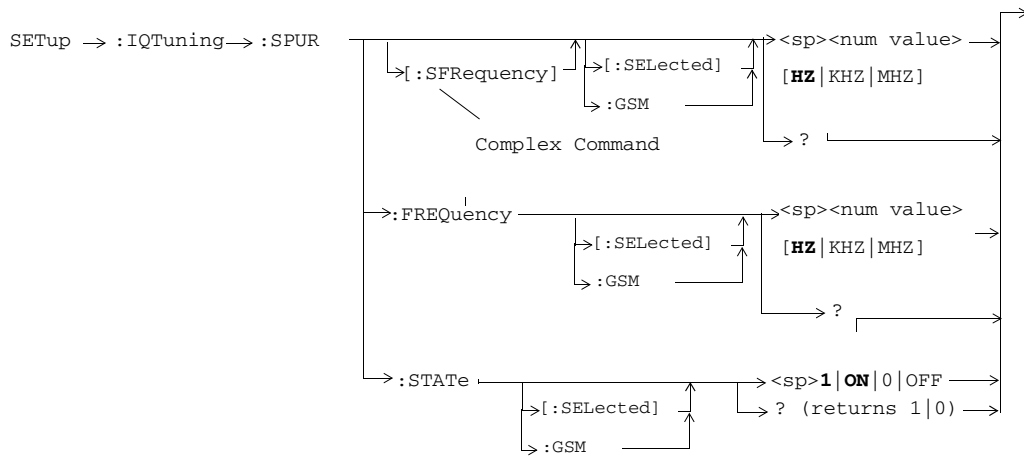 SETup :IQTuning :SPUR <sp><num value>
[:SFRequency] [:SELected] [HZ|KHZ|MHZ]
:GSM
Complex Command ?
:FREQuency <sp><num value>
[:SELected] [HZ|KHZ|MHZ]
:GSM
?
:STATe <sp>1|ON|0|OFF
[:SELected] ? (returns 1|0)
:GSM